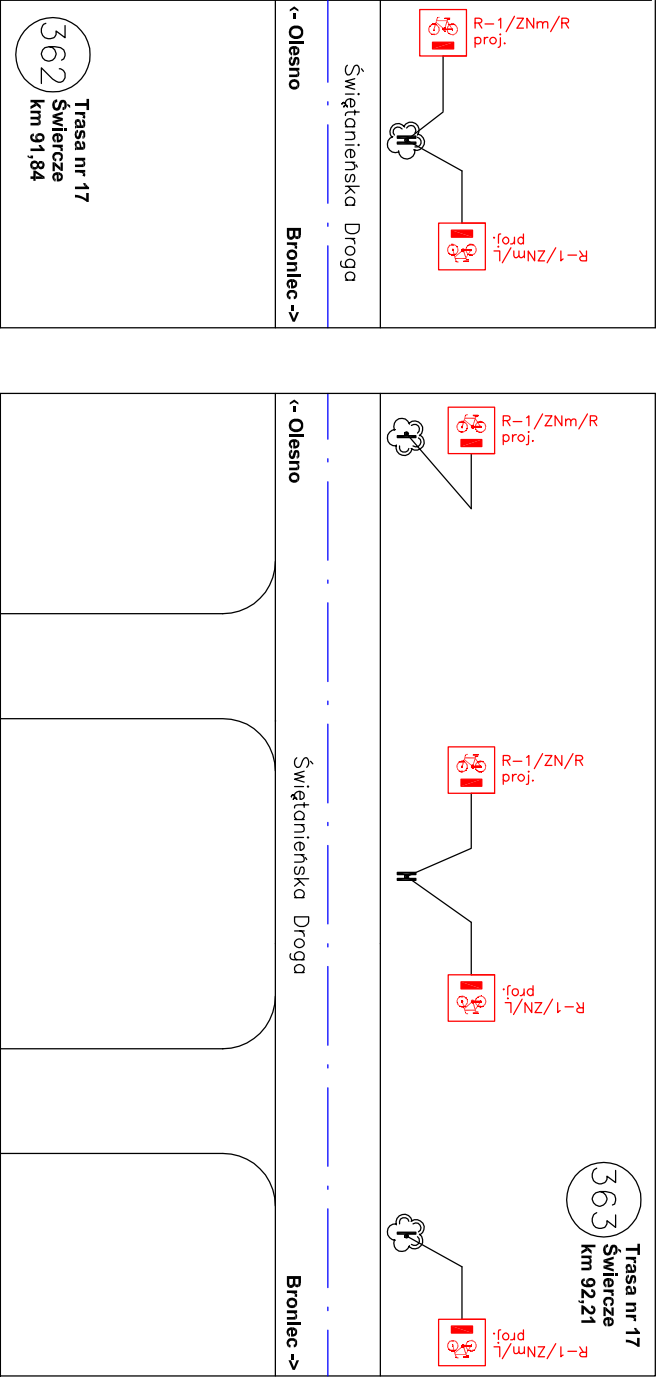 362
Trasa nr 17
Świercze
km 91,84
<- Olesno
Bronlec ->
Świętanieńska Droga
R-1/ZNm/R
proj.
R-1/ZNm/L
proj.
363
Trasa nr 17
Świercze
km 92,21
<- Olesno
Bronlec ->
Świętanieńska Droga
R-1/ZNm/R
proj.
R-1/ZN/R
proj.
R-1/ZN/L
proj.
R-1/ZNm/L
proj.